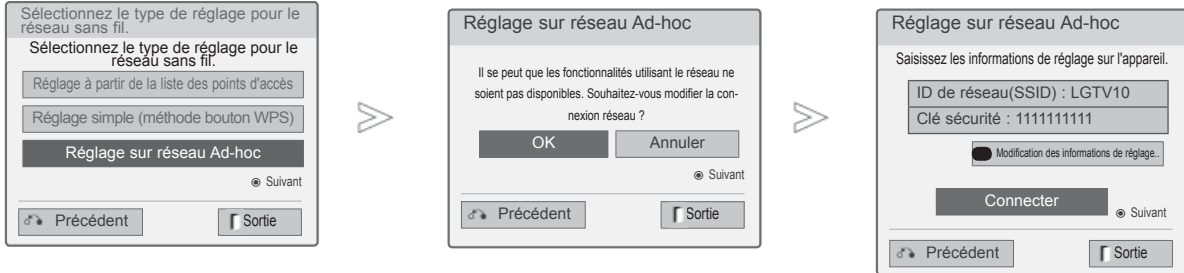 Sélectionnez le type de réglage pour le
réseau sans fil.
Sélectionnez le type de réglage pour le
réseau sans fil.
Réglage à partir de la liste des points d'accès
Réglage simple (méthode bouton WPS)
Réglage sur réseau Ad-hoc
Suivant
Précédent
Sortie
Réglage sur réseau Ad-hoc
Il se peut que les fonctionnalités utilisant le réseau ne
soient pas disponibles. Souhaitez-vous modifier la con-
nexion réseau ?
OK
Annuler
Suivant
Précédent
Sortie
Réglage sur réseau Ad-hoc
Saisissez les informations de réglage sur l'appareil.
ID de réseau(SSID) : LGTV10
Clé sécurité : 1111111111
Modification des informations de réglage..
Connecter
Suivant
Précédent
Sortie